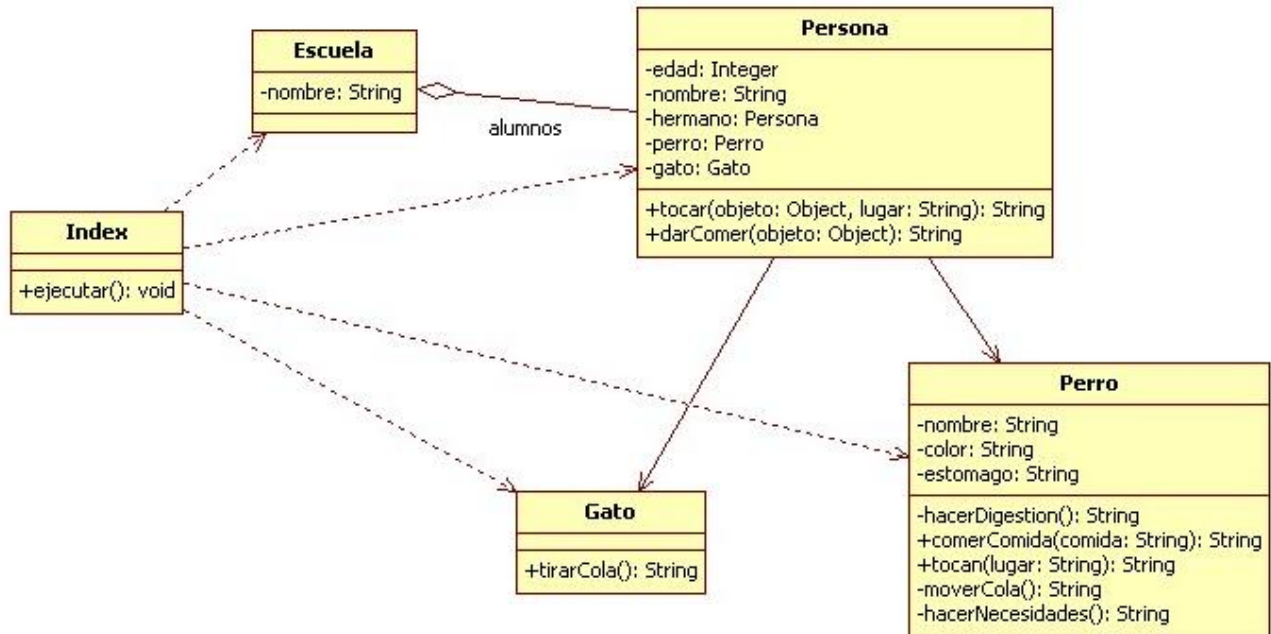 Escuela
-nombre: String
alumnos
Persona
-edad: Integer
-nombre: String
-hermano: Persona
-perro: Perro
-gato: Gato
+tocar(objeto: Object, lugar: String): String
+darComer(objeto: Object): String
Index
+ejecutar(): void
Gato
+tirarCola(): String
Perro
-nombre: String
-color: String
-estomago: String
-hacerDigestion(): String
+comerComida(comida: String): String
+tocan(lugar: String): String
-moverCola(): String
-hacerNecesidades(): String